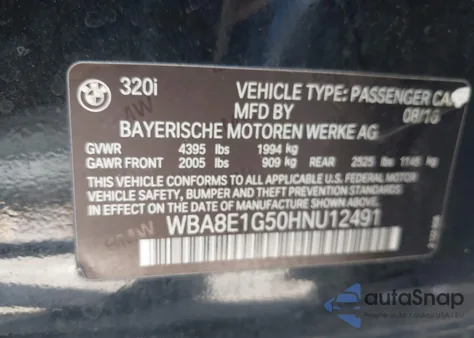 BMW
320i
VEHICLE TYPE: PASSENGER CAR
MFD BY 08/16
BAYERISCHE MOTOREN WERKE AG
GVWR 4395 lbs 1994 kg
GAWR FRONT 2005 lbs 909 kg REAR 2525 lbs 1145 kg
THIS VEHICLE CONFORMS TO ALL APPLICABLE U.S. FEDERAL MOTOR
VEHICLE SAFETY, BUMPER, AND THEFT PREVENTION STANDARDS IN
EFFECT ON THE DATE OF MANUFACTURE SHOWN ABOVE.
WBA8E1G50HNU12491
autoSnap